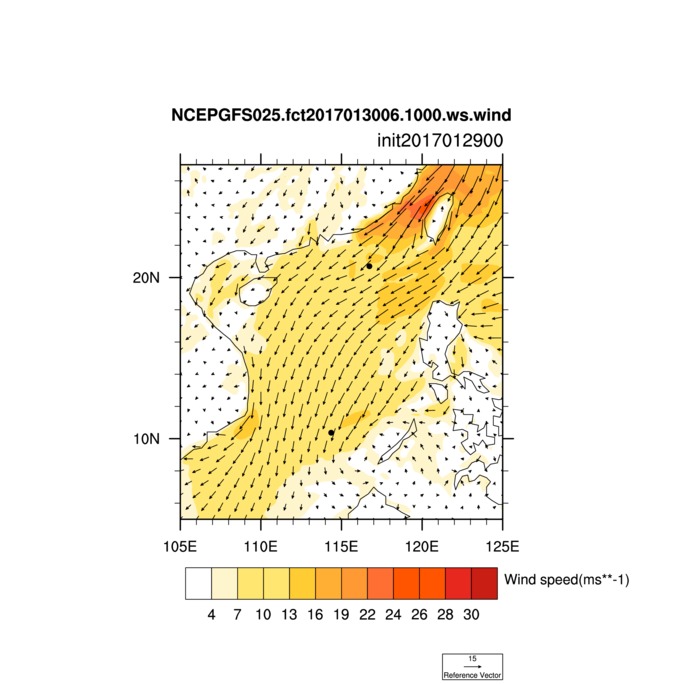 NCEPGFS025.fct2017013006.1000.ws.wind
init2017012900
20N
10N
105E 110E 115E 120E 125E
Wind speed(ms**-1)
4 7 10 13 16 19 22 24 26 28 30
15
Reference Vector